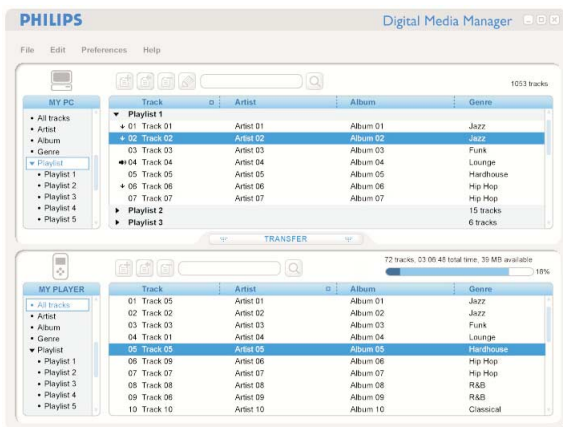 PHILIPS
Digital Media Manager
File Edit Preferences Help
1053 tracks
MY PC
• All tracks
• Artist
• Album
• Genre
▾ Playlist
• Playlist 1
• Playlist 2
• Playlist 3
• Playlist 4
• Playlist 5
Track Artist Album Genre
▾ Playlist 1
01 Track 01 Artist 01 Album 01 Jazz
02 Track 02 Artist 02 Album 02 Jazz
03 Track 03 Artist 03 Album 03 Funk
04 Track 04 Artist 04 Album 04 Lounge
05 Track 05 Artist 05 Album 05 Hardhouse
06 Track 06 Artist 06 Album 06 Hip Hop
07 Track 07 Artist 07 Album 07 Hip Hop
▸ Playlist 2 15 tracks
▸ Playlist 3 6 tracks
TRANSFER
72 tracks, 03:06:48 total time, 39 MB available
18%
MY PLAYER
• All tracks
• Artist
• Album
• Genre
▾ Playlist
• Playlist 1
• Playlist 2
• Playlist 3
• Playlist 4
• Playlist 5
Track Artist Album Genre
01 Track 05 Artist 01 Album 01 Jazz
02 Track 02 Artist 02 Album 02 Jazz
03 Track 03 Artist 03 Album 03 Funk
04 Track 01 Artist 04 Album 04 Lounge
05 Track 05 Artist 05 Album 05 Hardhouse
06 Track 09 Artist 06 Album 06 Hip Hop
07 Track 07 Artist 07 Album 07 Hip Hop
08 Track 08 Artist 08 Album 08 R&B
09 Track 06 Artist 09 Album 09 R&B
10 Track 10 Artist 10 Album 10 Classical